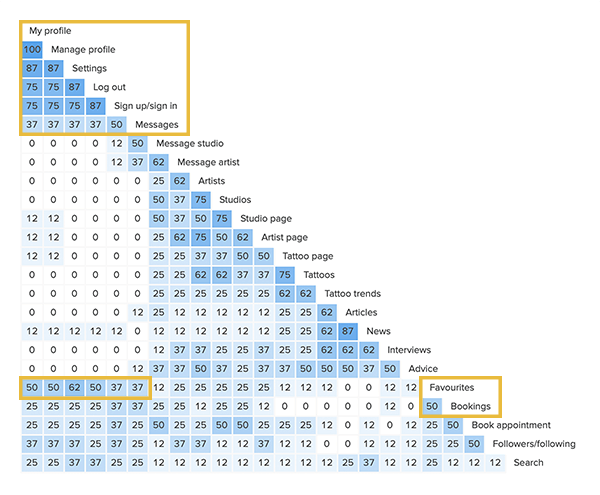 My profile
100 Manage profile
87 87 Settings
75 75 87 Log out
75 75 75 87 Sign up/sign in
37 37 37 37 50 Messages
0 0 0 0 12 50 Message studio
0 0 0 0 12 37 62 Message artist
0 0 0 0 0 0 25 62 Artists
0 0 0 0 0 0 50 37 75 Studios
12 12 0 0 0 0 50 37 50 75 Studio page
12 12 0 0 0 0 25 62 75 50 62 Artist page
12 12 0 0 0 0 25 25 37 37 50 50 Tattoo page
0 0 0 0 0 0 25 25 62 62 37 37 75 Tattoos
0 0 0 0 0 0 25 25 25 25 25 25 62 62 Tattoo trends
0 0 0 0 0 12 25 12 12 12 12 12 25 25 62 Articles
12 12 12 12 12 0 12 12 12 12 12 12 25 25 62 87 News
0 0 0 0 0 0 12 37 37 25 25 37 25 25 62 62 62 Interviews
0 0 0 0 0 12 37 37 50 37 25 37 37 50 50 50 37 50 Advice
50 50 62 50 37 37 12 25 25 25 25 25 12 12 12 0 0 12 12 Favourites
25 25 25 25 37 37 12 25 25 25 25 25 0 0 0 0 0 12 0 50 Bookings
25 25 25 25 37 25 50 25 25 50 50 25 25 25 12 0 12 0 12 25 50 Book appointment
37 37 37 25 37 25 12 37 12 12 37 12 12 0 0 0 12 12 12 25 25 50 Followers/following
25 25 37 37 25 25 12 12 12 12 12 12 12 12 12 25 37 12 12 25 12 12 12 Search